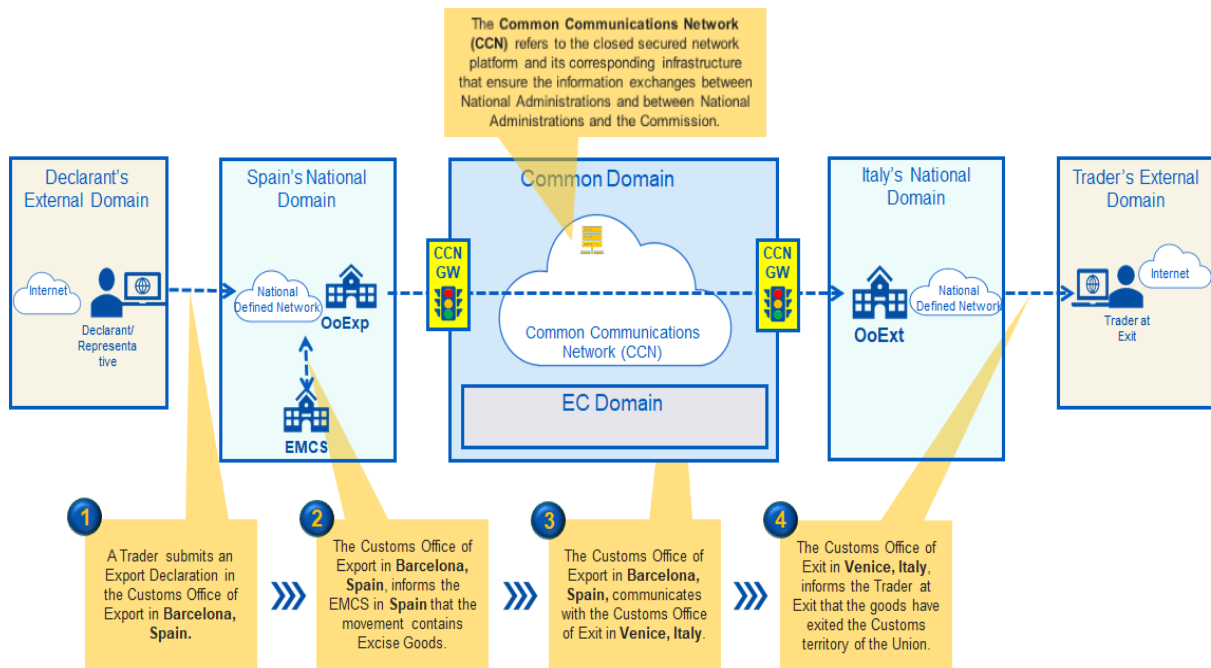 The Common Communications Network
(CCN) refers to the closed secured network
platform and its corresponding infrastructure
that ensure the information exchanges between
National Administrations and between National
Administrations and the Commission.
Declarant's
External Domain
Internet
Declarant/
Representa
tive
Spain's National
Domain
National
Defined Network
OoExp
EMCS
CCN
GW
Common Domain
Common Communications
Network (CCN)
EC Domain
CCN
GW
Italy's National
Domain
OoExt
National
Defined Network
Trader's External
Domain
Internet
Trader at
Exit
1
A Trader submits an
Export Declaration in
the Customs Office of
Export in Barcelona,
Spain.
2
The Customs Office of
Export in Barcelona,
Spain, informs the
EMCS in Spain that the
movement contains
Excise Goods.
3
The Customs Office of
Export in Barcelona,
Spain, communicates
with the Customs Office
of Exit in Venice, Italy.
4
The Customs Office of
Exit in Venice, Italy,
informs the Trader at
Exit that the goods have
exited the Customs
territory of the Union.